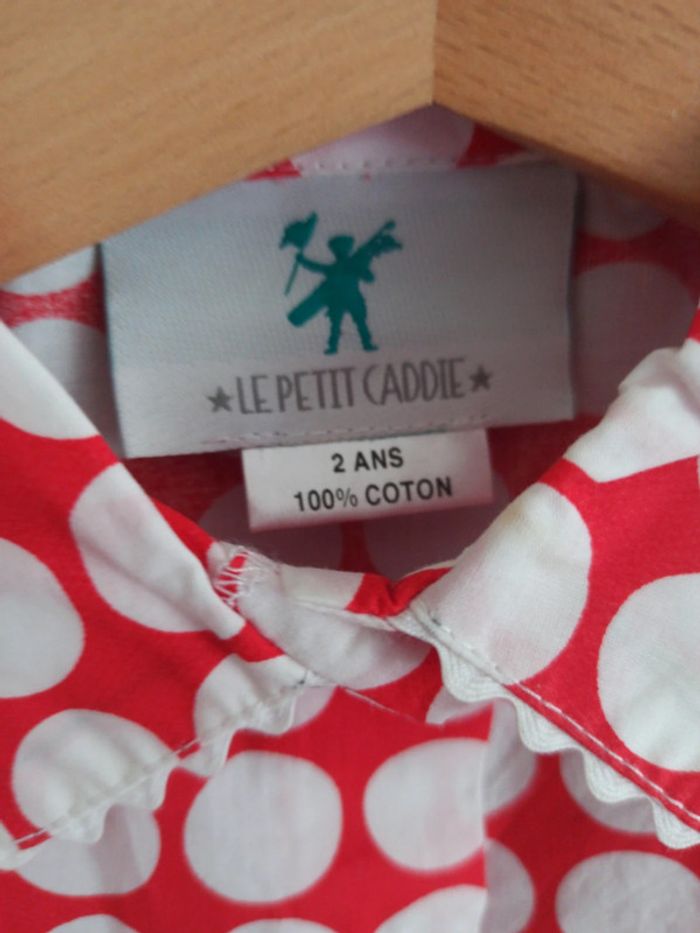 ★LE PETIT CADDIE★
2 ANS
100% COTON